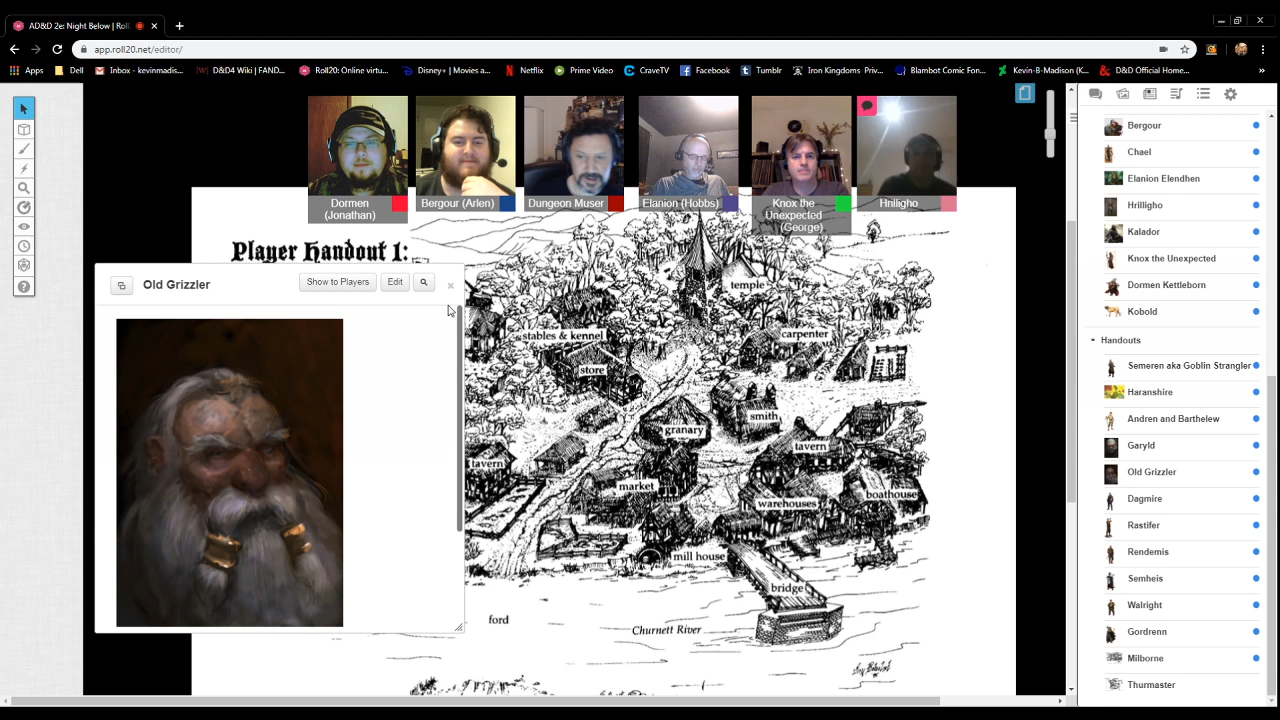 AD&D 2e: Night Below | Roll
app.roll20.net/editor/
Apps
Dell
Inbox - kevinmadis...
D&D4 Wiki | FAND...
Roll20: Online virtu...
Disney+ | Movies a...
Netflix
Prime Video
CraveTV
Facebook
Tumblr
Iron Kingdoms Priv...
Blambot Comic Fon...
Kevin-B-Madison (K...
D&D Official Home...
Dormen
(Jonathan)
Bergour (Arlen)
Dungeon Muser
Elanion (Hobbs)
Knox the
Unexpected
(George)
Hriligho
Player Handout 1:
Old Grizzler
Show to Players
Edit
temple
stables & kennel
carpenter
store
smith
granary
tavern
tavern
market
boathouse
warehouses
mill house
bridge
ford
Churnett River
Bergour
Chael
Elanion Elendhen
Hrilligho
Kalador
Knox the Unexpected
Dormen Kettleborn
Kobold
Handouts
Semeren aka Goblin Strangler
Haranshire
Andren and Barthelew
Garyld
Old Grizzler
Dagmire
Rastifer
Rendemis
Semheis
Walright
Gordrenn
Milborne
Thurmaster